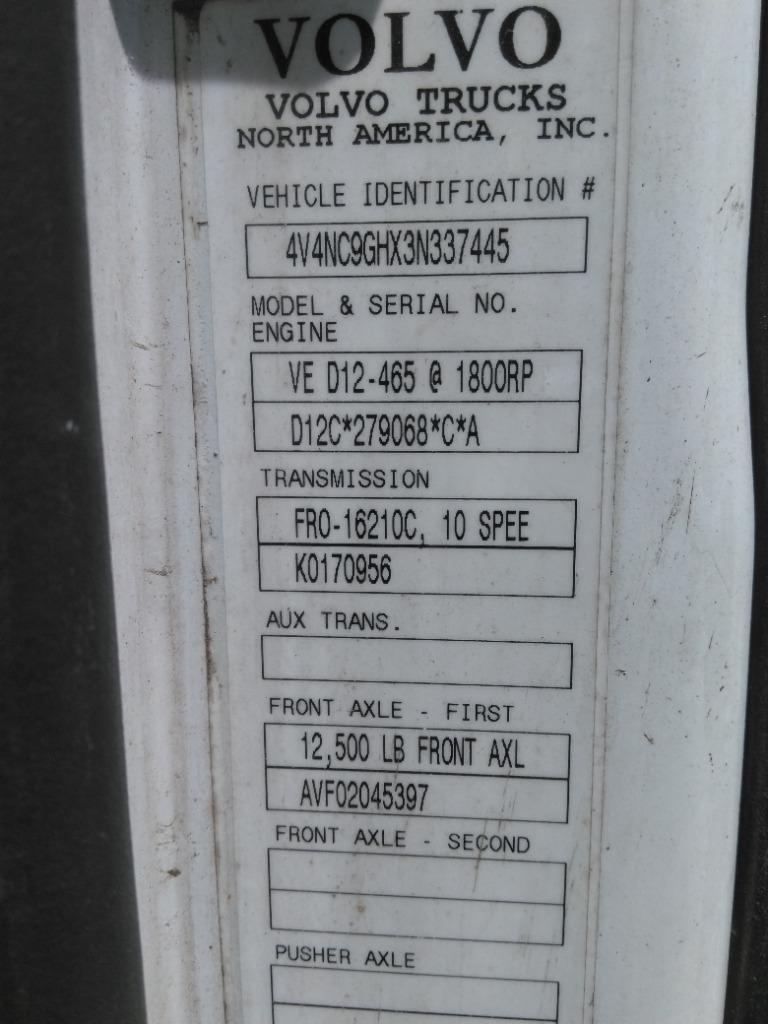 VOLVO
VOLVO TRUCKS
NORTH AMERICA, INC.
VEHICLE IDENTIFICATION #
4V4NC9GHX3N337445
MODEL & SERIAL NO.
ENGINE
VE D12-465 @ 1800RP
D12C*279068*C*A
TRANSMISSION
FRO-16210C, 10 SPEE
K0170956
AUX TRANS.
FRONT AXLE - FIRST
12,500 LB FRONT AXL
AVF02045397
FRONT AXLE - SECOND
PUSHER AXLE